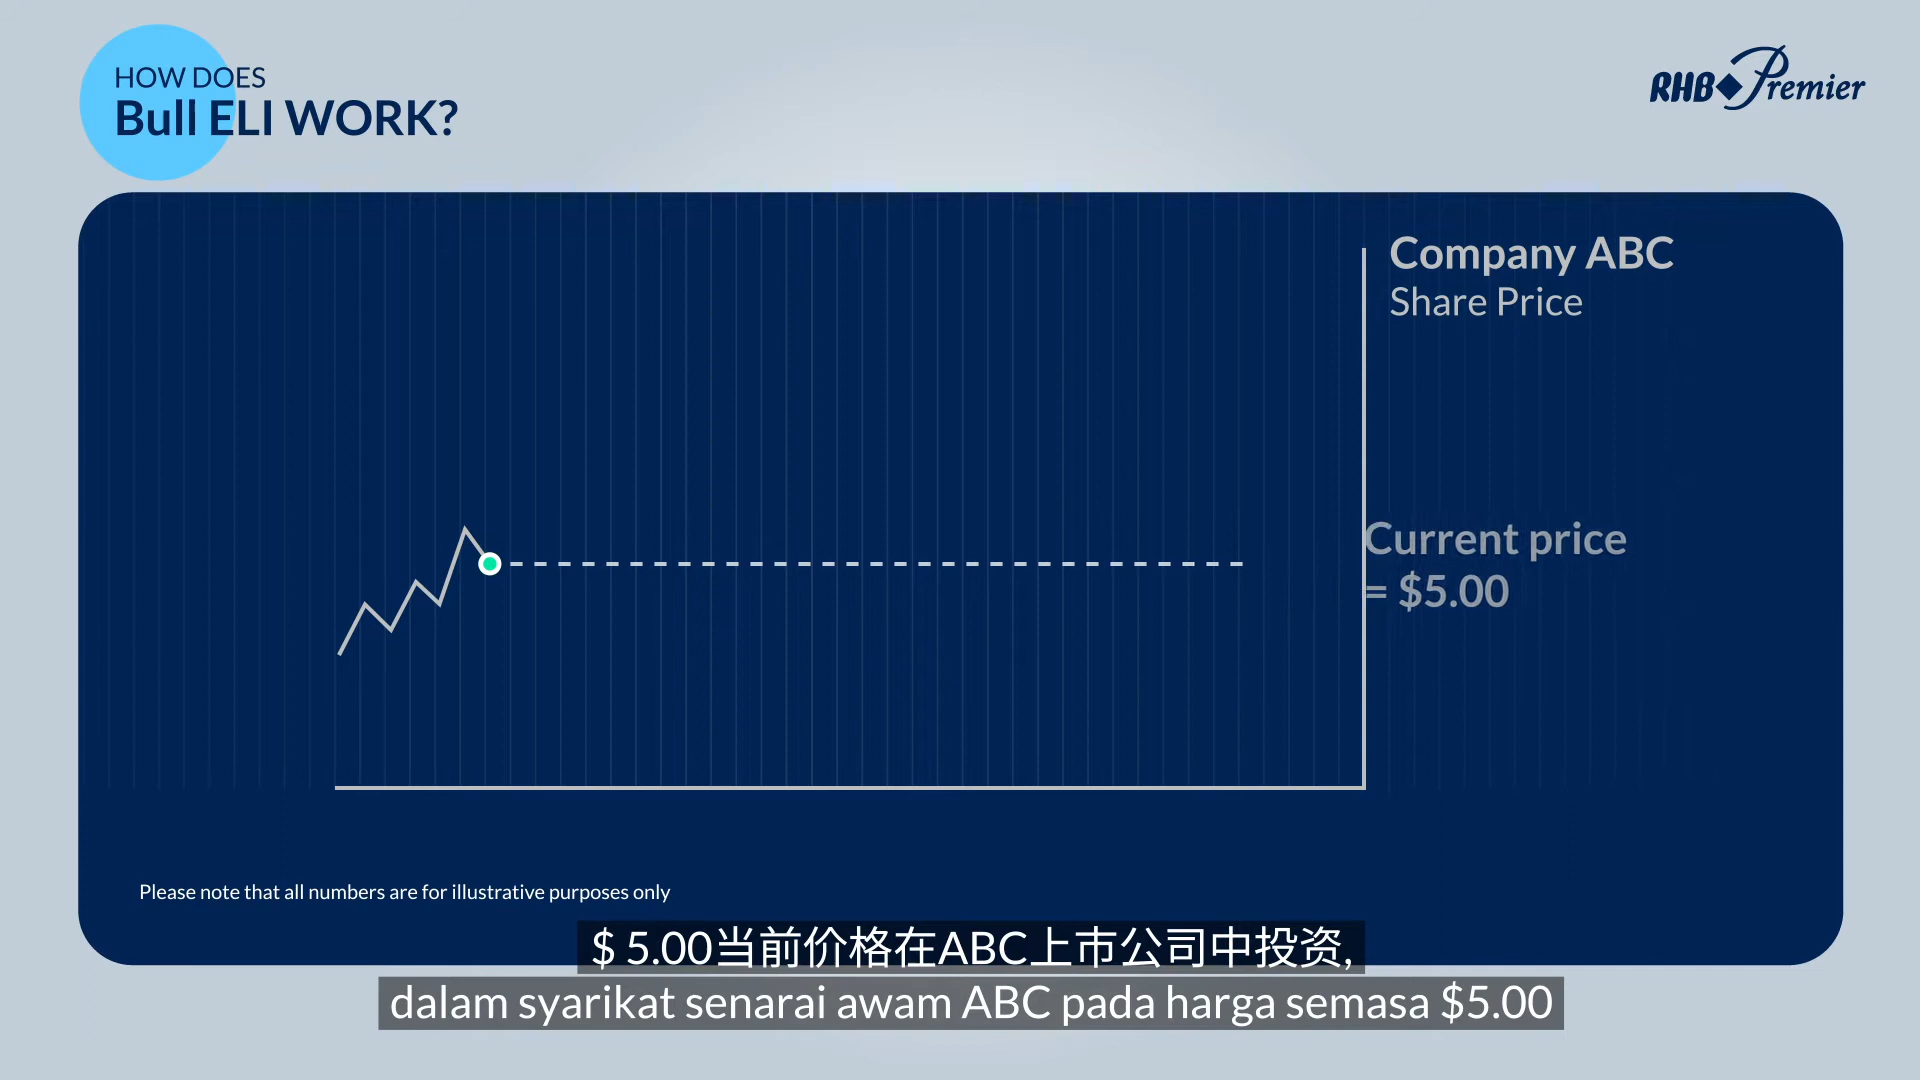 HOW DOES
Bull ELI WORK?
RHB Premier
Company ABC
Share Price
Current price
= $5.00
Please note that all numbers are for illustrative purposes only
$ 5.00当前价格在ABC上市公司中投资,
dalam syarikat senarai awam ABC pada harga semasa $5.00